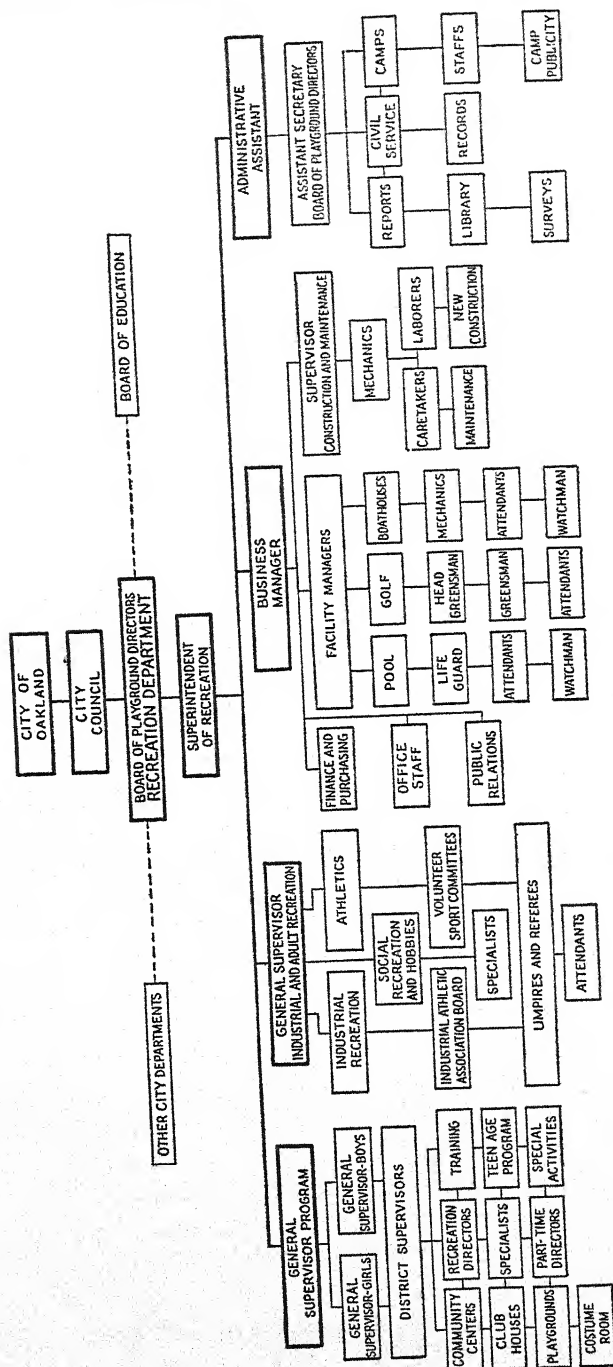 CITY OF
OAKLAND
CITY
COUNCIL
OTHER CITY DEPARTMENTS
BOARD OF PLAYGROUND DIRECTORS
RECREATION DEPARTMENT
BOARD OF EDUCATION
SUPERINTENDENT
OF RECREATION
GENERAL
SUPERVISOR PROGRAM
GENERAL
SUPERVISOR-GIRLS
GENERAL
SUPERVISOR-BOYS
DISTRICT SUPERVISORS
COMMUNITY
CENTERS
RECREATION
DIRECTORS
TRAINING
CLUB
HOUSES
SPECIALISTS
TEEN AGE
PROGRAM
PLAYGROUNDS
PART-TIME
DIRECTORS
SPECIAL
ACTIVITIES
COSTUME
ROOM
GENERAL SUPERVISOR
INDUSTRIAL AND ADULT RECREATION
INDUSTRIAL
RECREATION
ATHLETICS
SOCIAL
RECREATION
AND HOBBIES
INDUSTRIAL ATHLETIC
ASSOCIATION BOARD
VOLUNTEER
SPORT COMMITTEES
SPECIALISTS
UMPIRES AND REFEREES
ATTENDANTS
BUSINESS
MANAGER
FINANCE AND
PURCHASING
OFFICE
STAFF
PUBLIC
RELATIONS
FACILITY MANAGERS
POOL
GOLF
BOATHOUSES
LIFE
GUARD
HEAD
GREENSMAN
MECHANICS
ATTENDANTS
GREENSMAN
ATTENDANTS
WATCHMAN
ATTENDANTS
WATCHMAN
SUPERVISOR
CONSTRUCTION AND MAINTENANCE
MECHANICS
CARETAKERS
LABORERS
MAINTENANCE
NEW
CONSTRUCTION
ADMINISTRATIVE
ASSISTANT
ASSISTANT SECRETARY
BOARD OF PLAYGROUND DIRECTORS
REPORTS
CIVIL
SERVICE
CAMPS
LIBRARY
RECORDS
STAFFS
SURVEYS
CAMP
PUBLICITY